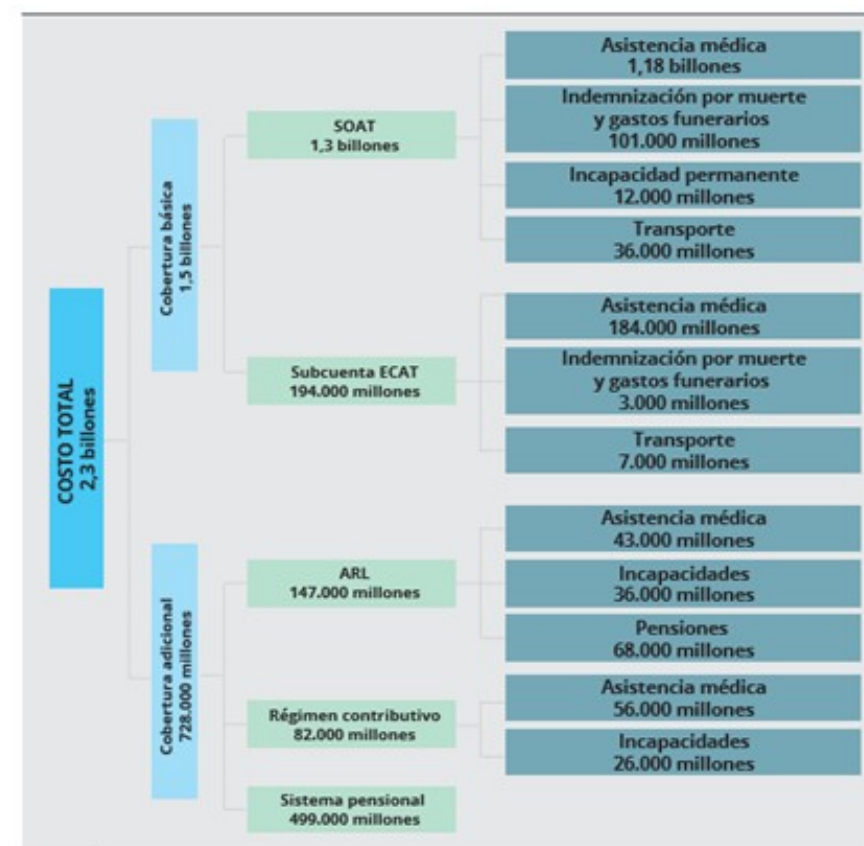 COSTO TOTAL
2,3 billones
Cobertura básica
1,5 billones
SOAT
1,3 billones
Asistencia médica
1,18 billones
Indemnización por muerte
y gastos funerarios
101.000 millones
Incapacidad permanente
12.000 millones
Transporte
36.000 millones
Subcuenta ECAT
194.000 millones
Asistencia médica
184.000 millones
Indemnización por muerte
y gastos funerarios
3.000 millones
Transporte
7.000 millones
Cobertura adicional
728.000 millones
ARL
147.000 millones
Asistencia médica
43.000 millones
Incapacidades
36.000 millones
Pensiones
68.000 millones
Régimen contributivo
82.000 millones
Asistencia médica
56.000 millones
Incapacidades
26.000 millones
Sistema pensional
499.000 millones